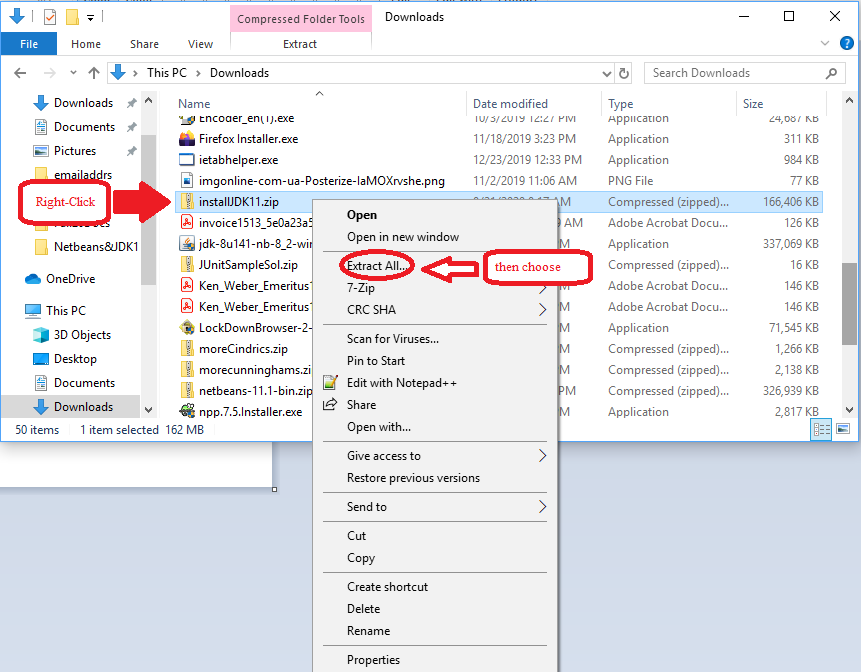 Compressed Folder Tools
Downloads
File
Home
Share
View
Extract
This PC
Downloads
Search Downloads
Name
Date modified
Type
Size
Downloads
Documents
Pictures
emailaddrs
Netbeans&JDK1
OneDrive
This PC
3D Objects
Desktop
Documents
Downloads
Encoder_en(1).exe 10/3/2019 12:27 PM Application 24,687 KB
Firefox Installer.exe 11/18/2019 3:23 PM Application 311 KB
ietabhelper.exe 12/23/2019 12:33 PM Application 984 KB
imgonline-com-ua-Posterize-laMOXrvshe.png 11/2/2019 11:06 AM PNG File 77 KB
Right-Click
installJDK11.zip Compressed (zipped)... 166,406 KB
invoice1513_5e0a23a5 AM Adobe Acrobat Docu... 126 KB
jdk-8u141-nb-8_2-win Application 337,069 KB
JUnitSampleSol.zip Compressed (zipped)... 16 KB
Ken_Weber_Emeritus Adobe Acrobat Docu... 146 KB
Ken_Weber_Emeritus Adobe Acrobat Docu... 146 KB
LockDownBrowser-2- Application 71,545 KB
moreCindrics.zip Compressed (zipped)... 1,266 KB
morecunninghams.zi Compressed (zipped)... 2,138 KB
netbeans-11.1-bin.zip PM Compressed (zipped)... 326,939 KB
npp.7.5.Installer.exe Application 2,817 KB
Open
Open in new window
Extract All...
then choose
7-Zip
CRC SHA
Scan for Viruses...
Pin to Start
Edit with Notepad++
Share
Open with...
Give access to
Restore previous versions
Send to
Cut
Copy
Create shortcut
Delete
Rename
Properties
50 items
1 item selected 162 MB